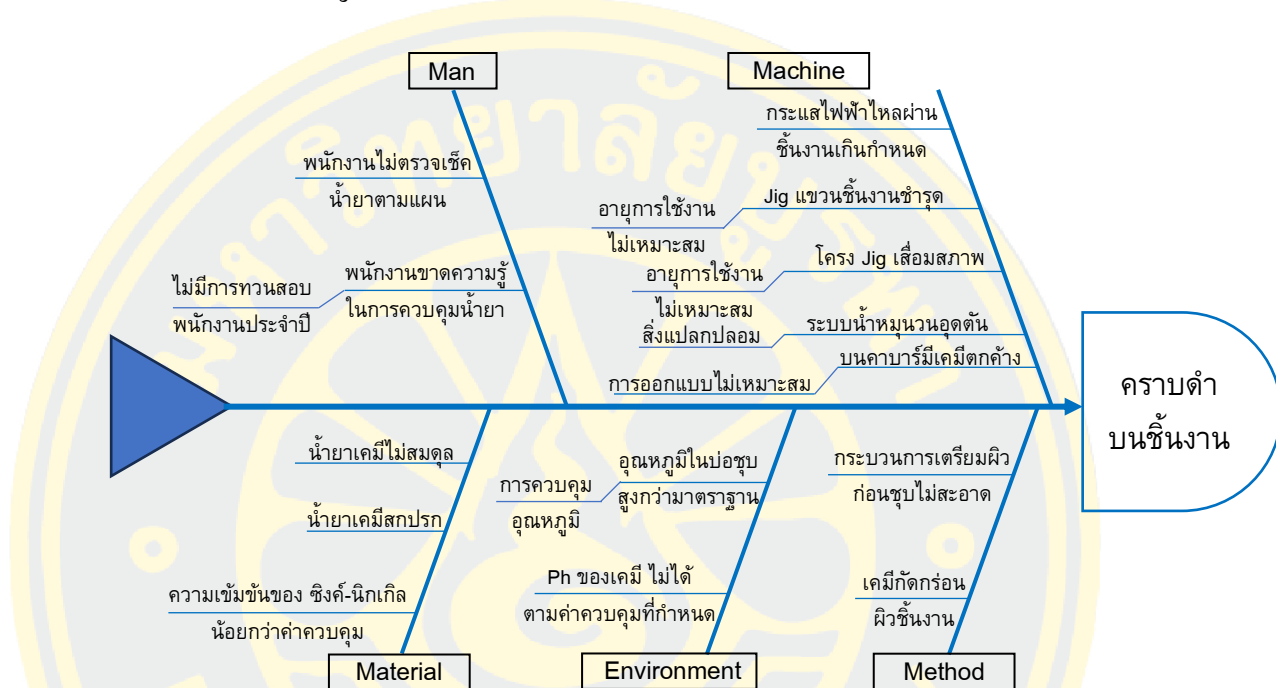 Man
Machine
กระแสไฟฟ้าไหลผ่าน
ชิ้นงานเกินกำหนด
พนักงานไม่ตรวจเช็ค
น้ำยาตามแผน
Jig แขวนชิ้นงานชำรุด
อายุการใช้งาน
ไม่เหมาะสม
โครง Jig เสื่อมสภาพ
อายุการใช้งาน
ไม่เหมาะสม
พนักงานขาดความรู้
ในการควบคุมน้ำยา
ไม่มีการทวนสอบ
พนักงานประจำปี
ระบบน้ำหมุนวนอุดตัน
สิ่งแปลกปลอม
บนคาบาร์มีเคมีตกค้าง
การออกแบบไม่เหมาะสม
คราบดำ
บนชิ้นงาน
น้ำยาเคมีไม่สมดุล
น้ำยาเคมีสกปรก
ความเข้มข้นของ ซิงค์-นิกเกิล
น้อยกว่าค่าควบคุม
อุณหภูมิในบ่อชุบ
สูงกว่ามาตราฐาน
การควบคุม
อุณหภูมิ
Ph ของเคมี ไม่ได้
ตามค่าควบคุมที่กำหนด
กระบวนการเตรียมผิว
ก่อนชุบไม่สะอาด
เคมีกัดกร่อน
ผิวชิ้นงาน
Material
Environment
Method
มหาวิทยาลัยบูรพา